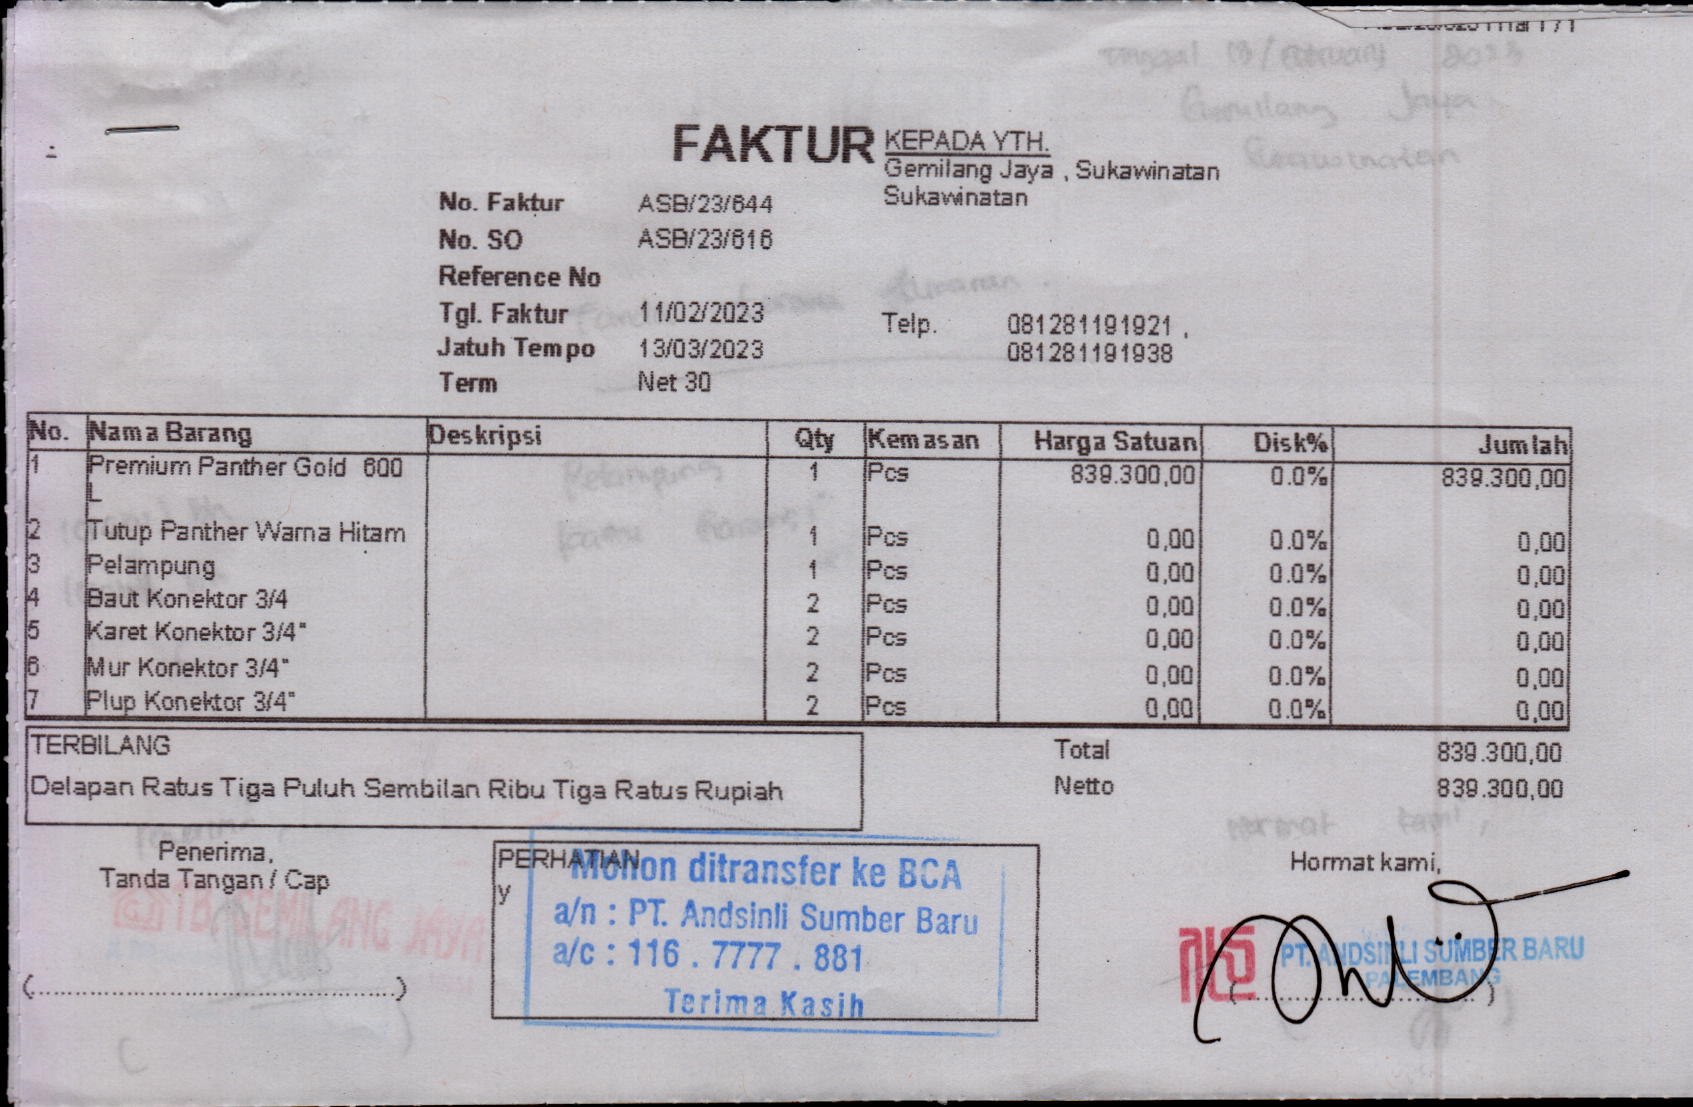 FAKTUR
KEPADA YTH.
Gemilang Jaya , Sukawinatan
Sukawinatan
No. Faktur ASB/23/644
No. SO ASB/23/616
Reference No
Tgl. Faktur 11/02/2023
Telp. 081281191921 ,
Jatuh Tempo 13/03/2023
081281191938
Term Net 30
No. Nama Barang Deskripsi Qty Kemasan Harga Satuan Disk% Jumlah
1 Premium Panther Gold 600 1 Pcs 839.300,00 0.0% 839.300,00
L
2 Tutup Panther Warna Hitam 1 Pcs 0,00 0.0% 0,00
3 Pelampung 1 Pcs 0,00 0.0% 0,00
4 Baut Konektor 3/4 2 Pcs 0,00 0.0% 0,00
5 Karet Konektor 3/4" 2 Pcs 0,00 0.0% 0,00
6 Mur Konektor 3/4" 2 Pcs 0,00 0.0% 0,00
7 Plup Konektor 3/4" 2 Pcs 0,00 0.0% 0,00
TERBILANG
Delapan Ratus Tiga Puluh Sembilan Ribu Tiga Ratus Rupiah
Total 839.300,00
Netto 839.300,00
Penerima,
Tanda Tangan / Cap
(........................................)
PERHATIAN
y
Mohon ditransfer ke BCA
a/n : PT. Andsinli Sumber Baru
a/c : 116 . 7777 . 881
Terima Kasih
Hormat kami,
PT. ANDSINLI SUMBER BARU
PALEMBANG
(........................................)